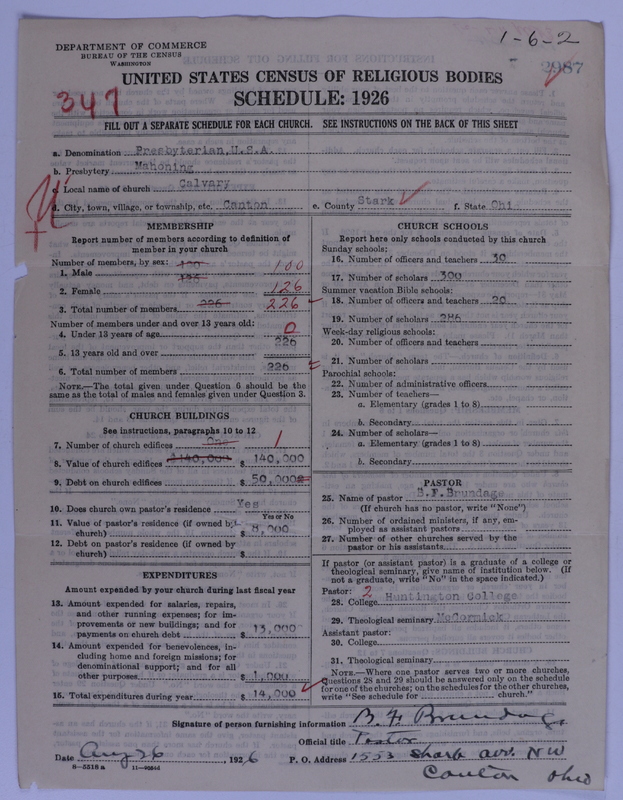 1-6-2
DEPARTMENT OF COMMERCE
BUREAU OF THE CENSUS
WASHINGTON
2987
UNITED STATES CENSUS OF RELIGIOUS BODIES
347
SCHEDULE: 1926
FILL OUT A SEPARATE SCHEDULE FOR EACH CHURCH. SEE INSTRUCTIONS ON THE BACK OF THIS SHEET
a. Denomination Presbyterian, U.S.A.
b. Presbytery Mahoning
c. Local name of church Calvary
d. City, town, village, or township, etc. Canton e. County Stark f. State Ohi
MEMBERSHIP
Report number of members according to definition of
member in your church
Number of members, by sex: 100
1. Male 126 100
2. Female 126
3. Total number of members 226 226
Number of members under and over 13 years old:
4. Under 13 years of age 0
5. 13 years old and over 226
6. Total number of members 226
NOTE.—The total given under Question 6 should be
same as the total of males and females given under Question 3.
CHURCH BUILDINGS
See instructions, paragraphs 10 to 12
7. Number of church edifices One 1
8. Value of church edifices $140,000 $ 140,000
9. Debt on church edifices $ 50,000
10. Does church own pastor's residence Yes
Yes or No
11. Value of pastor's residence (if owned by
church) $ 8,000
12. Debt on pastor's residence (if owned by
church) $
EXPENDITURES
Amount expended by your church during last fiscal year
13. Amount expended for salaries, repairs,
and other running expenses; for im-
provements or new buildings; and for
payments on church debt $ 13,000
14. Amount expended for benevolences, in-
cluding home and foreign missions; for
denominational support; and for all
other purposes $ 1,000
15. Total expenditures during year $ 14,000
CHURCH SCHOOLS
Report here only schools conducted by this church
Sunday schools:
16. Number of officers and teachers 30
17. Number of scholars 300
Summer vacation Bible schools:
18. Number of officers and teachers 20
19. Number of scholars 286
Week-day religious schools:
20. Number of officers and teachers
21. Number of scholars
Parochial schools:
22. Number of administrative officers
23. Number of teachers—
a. Elementary (grades 1 to 8)
b. Secondary
24. Number of scholars—
a. Elementary (grades 1 to 8)
b. Secondary
PASTOR
25. Name of pastor B.F.Brundage
(If church has no pastor, write "None")
26. Number of ordained ministers, if any, em-
ployed as assistant pastors
27. Number of other churches served by the
pastor or his assistants
If pastor (or assistant pastor) is a graduate of a college or
theological seminary, give name of institution below. (If
not a graduate, write "No" in the space indicated.)
Pastor: 2
28. College Huntington College
29. Theological seminary McCormick
Assistant pastor:
30. College
31. Theological seminary
NOTE.—Where one pastor serves two or more churches,
Questions 28 and 29 should be answered only on the schedule
for one of the churches; on the schedules for the other churches,
write "See schedule for church."
Signature of person furnishing information B. F. Brundage
Official title Pastor
Date Aug 26, 1926 P. O. Address 1553 Shorb ave. NW
8-5518a
Canton Ohio